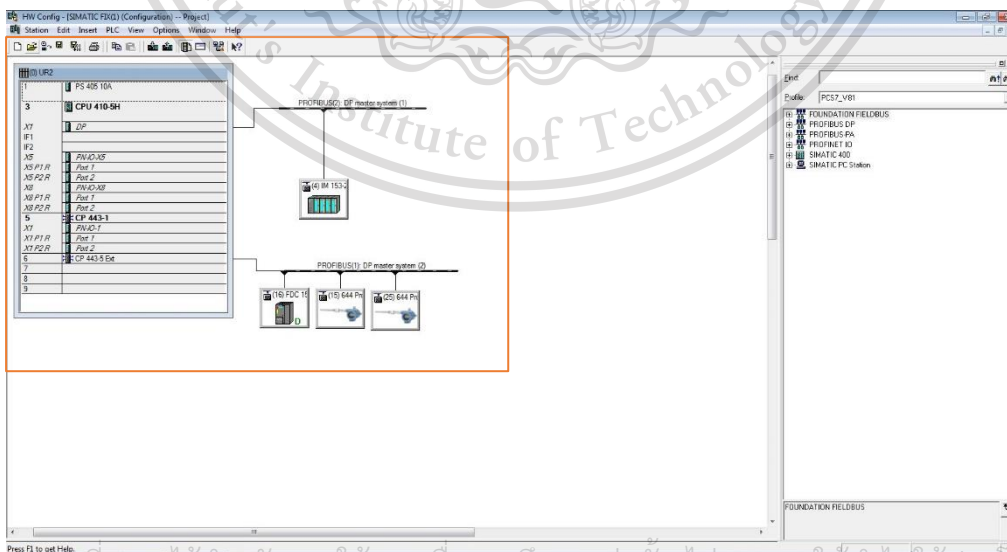 HW Config - [SIMATIC FIX(1) (Configuration) -- Project]
Station Edit Insert PLC View Options Window Help
(0) UR2
1 PS 405 10A
3 CPU 410-5H
X1 DP
IF1
IF2
X5 PN-IO-X5
X5 P1 R Port 1
X5 P2 R Port 2
X8 PN-IO-X8
X8 P1 R Port 1
X8 P2 R Port 2
5 CP 443-1
X1 PN-IO-1
X1 P1 R Port 1
X1 P2 R Port 2
6 CP 443-5 Ext
7
8
9
PROFIBUS(2): DP master system (1)
(4) IM 153-2
PROFIBUS(1): DP master system (2)
(16) FDC 15
(15) 644 Pr
(25) 644 Pr
D
Find:
Profile: PCS7_V81
FOUNDATION FIELDBUS
PROFIBUS DP
PROFIBUS-PA
PROFINET IO
SIMATIC 400
SIMATIC PC Station
FOUNDATION FIELDBUS
Press F1 to get Help.
Institute of Technology